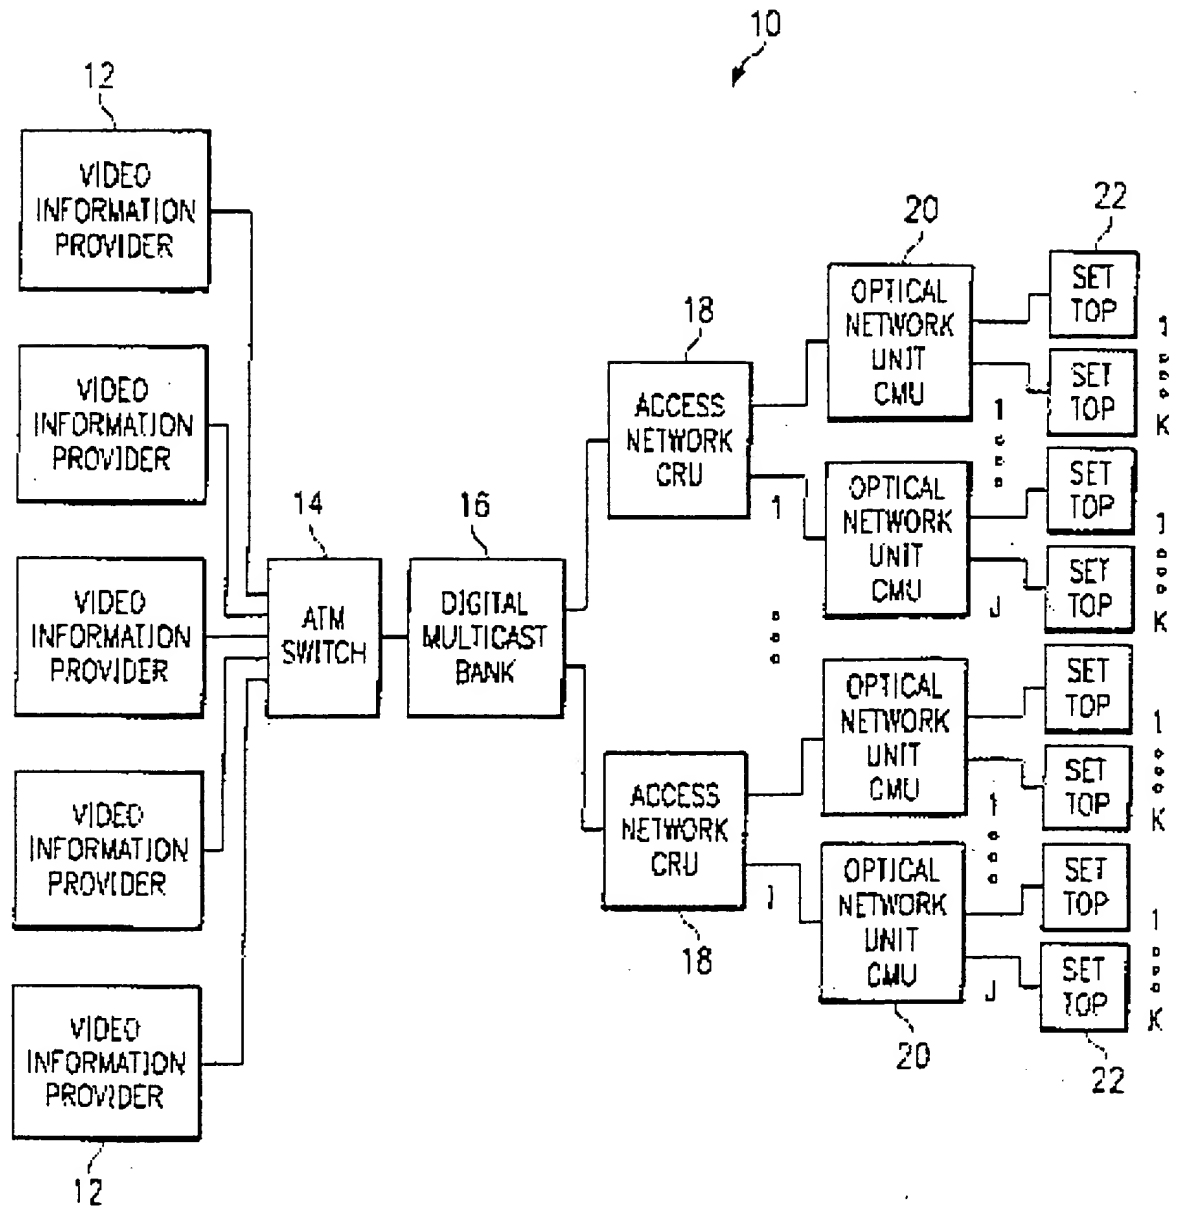 10
12
VIDEO
INFORMATION
PROVIDER
VIDEO
INFORMATION
PROVIDER
VIDEO
INFORMATION
PROVIDER
VIDEO
INFORMATION
PROVIDER
VIDEO
INFORMATION
PROVIDER
12
14
ATM
SWITCH
16
DIGITAL
MULTICAST
BANK
18
ACCESS
NETWORK
CRU
1
ACCESS
NETWORK
CRU
18
I
20
OPTICAL
NETWORK
UNIT
CMU
1
OPTICAL
NETWORK
UNIT
CMU
J
OPTICAL
NETWORK
UNIT
CMU
1
OPTICAL
NETWORK
UNIT
CMU
J
20
22
SET
TOP
1
SET
TOP
K
SET
TOP
1
SET
TOP
K
SET
TOP
1
SET
TOP
K
SET
TOP
1
SET
TOP
K
22